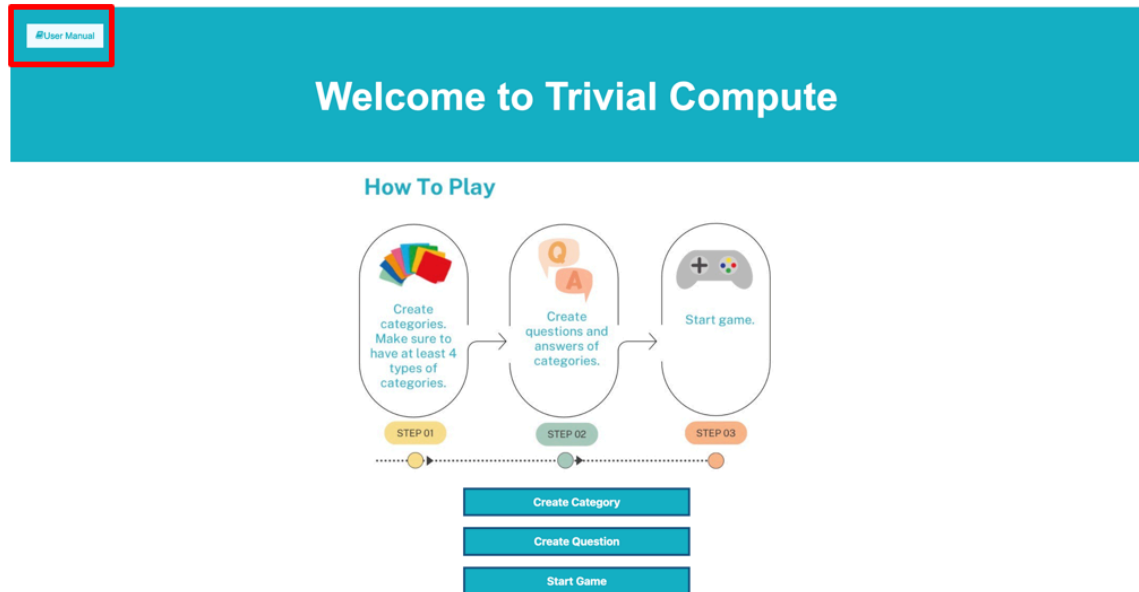 User Manual
Welcome to Trivial Compute
How To Play
Q
A
Create
categories.
Make sure to
have at least 4
types of
categories.
Create
questions and
answers of
categories.
Start game.
STEP 01
STEP 02
STEP 03
Create Category
Create Question
Start Game